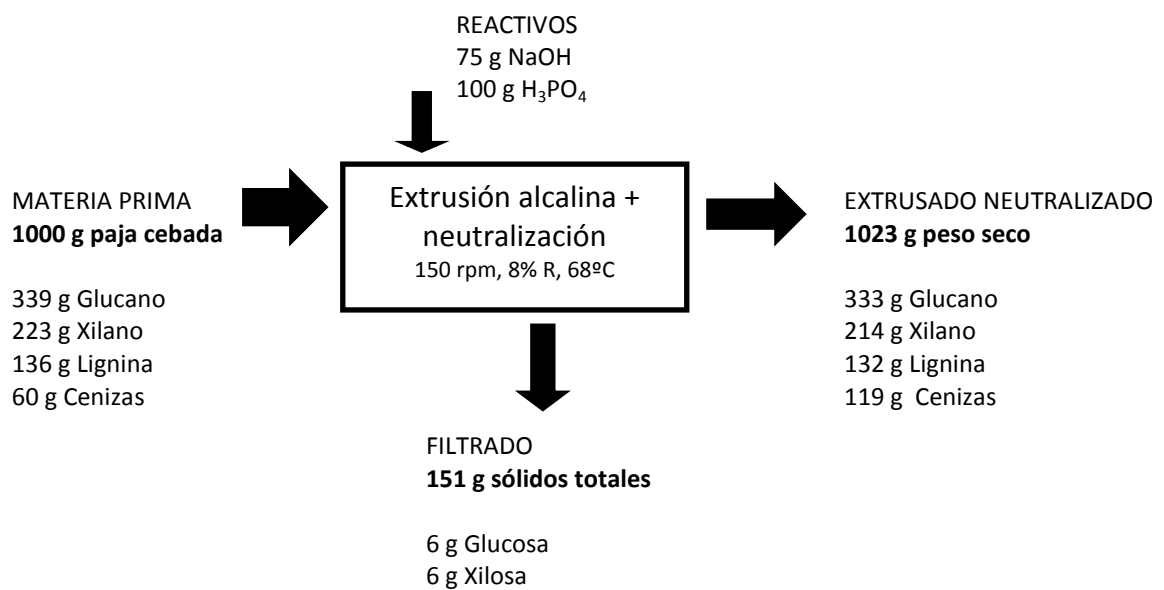 REACTIVOS
75 g NaOH
100 g H₃PO₄
MATERIA PRIMA
1000 g paja cebada
339 g Glucano
223 g Xilano
136 g Lignina
60 g Cenizas
Extrusión alcalina +
neutralización
150 rpm, 8% R, 68ºC
EXTRUSADO NEUTRALIZADO
1023 g peso seco
333 g Glucano
214 g Xilano
132 g Lignina
119 g  Cenizas
FILTRADO
151 g sólidos totales
6 g Glucosa
6 g Xilosa